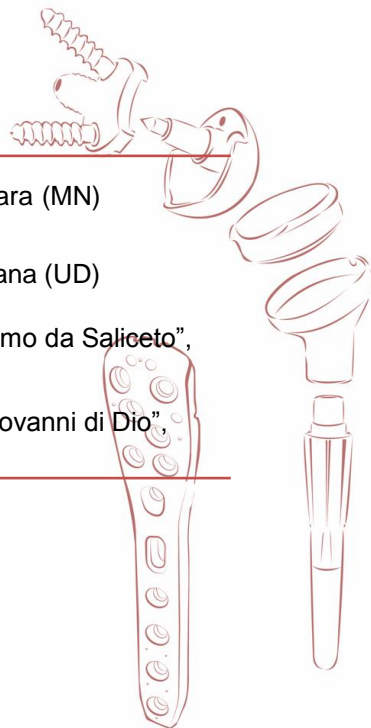 ara (MN)
ana (UD)
mo da Saliceto”,
ovanni di Dio”,